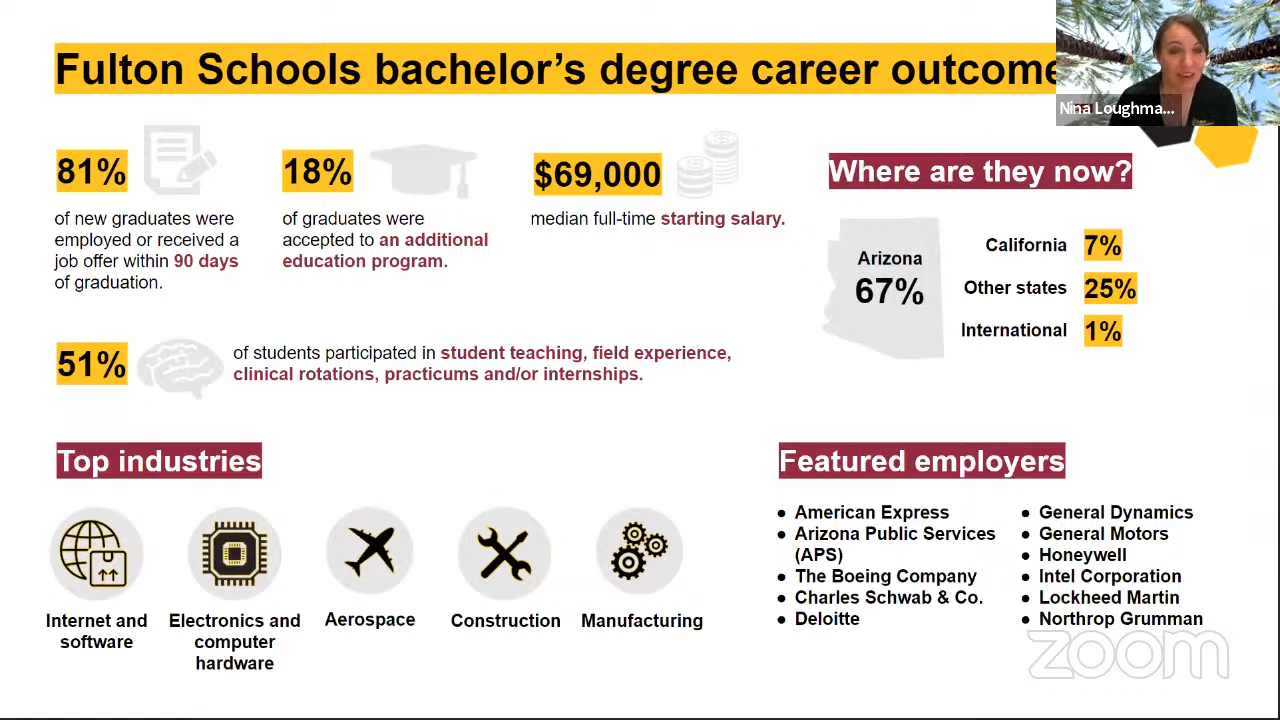 Fulton Schools bachelor's degree career outcome
Nina Loughma...
81%
of new graduates were
employed or received a
job offer within 90 days
of graduation.
18%
of graduates were
accepted to an additional
education program.
$69,000
median full-time starting salary.
Where are they now?
Arizona
67%
California 7%
Other states 25%
International 1%
51%
of students participated in student teaching, field experience,
clinical rotations, practicums and/or internships.
Top industries
Internet and
software
Electronics and
computer
hardware
Aerospace
Construction
Manufacturing
Featured employers
● American Express
● Arizona Public Services
(APS)
● The Boeing Company
● Charles Schwab & Co.
● Deloitte
● General Dynamics
● General Motors
● Honeywell
● Intel Corporation
● Lockheed Martin
● Northrop Grumman
zoom